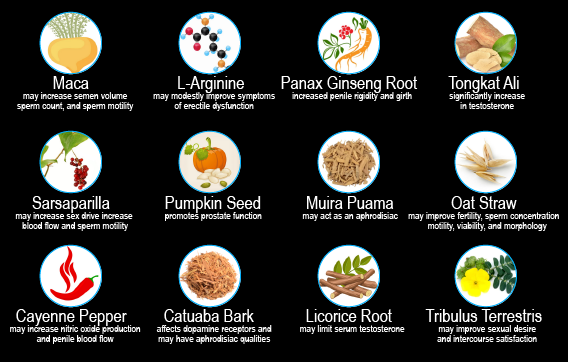 Maca
may increase semen volume
sperm count, and sperm motility
L-Arginine
may modestly improve symptoms
of erectile dysfunction
Panax Ginseng Root
increased penile rigidity and girth
Tongkat Ali
significantly increase
in testosterone
Sarsaparilla
may increase sex drive increase
blood flow and sperm motility
Pumpkin Seed
promotes prostate function
Muira Puama
may act as an aphrodisiac
Oat Straw
may improve fertility, sperm concentration
motility, viability, and morphology
Cayenne Pepper
may increase nitric oxide production
and penile blood flow
Catuaba Bark
affects dopamine receptors and
may have aphrodisiac qualities
Licorice Root
may limit serum testosterone
Tribulus Terrestris
may improve sexual desire
and intercourse satisfaction